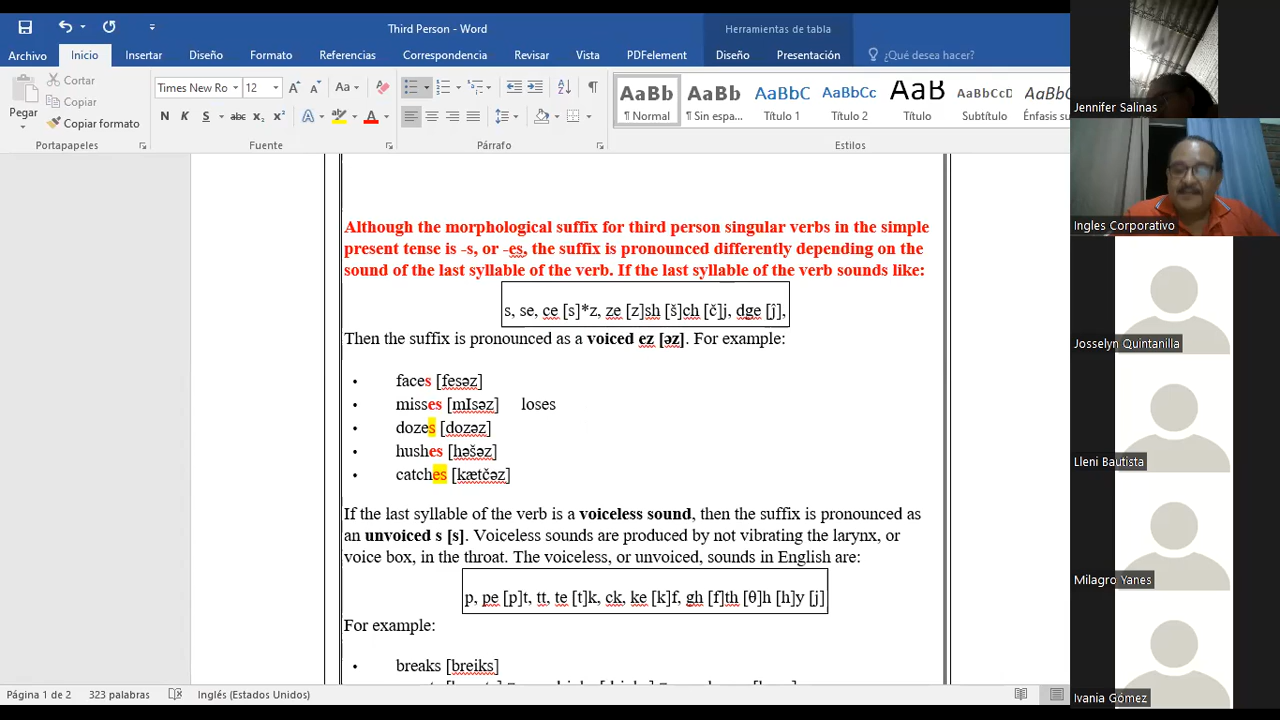 Third Person - Word
Herramientas de tabla
Archivo Inicio Insertar Diseño Formato Referencias Correspondencia Revisar Vista PDFelement Diseño Presentación ¿Qué desea hacer?
Cortar
Copiar
Copiar formato
Pegar
Times New Ro 12
N K S abc x₂ x²
Portapapeles Fuente Párrafo Estilos
AaBb AaBb AaBbC AaBbCc AaB AaBbCcD AaBbC
¶ Normal ¶ Sin espa... Título 1 Título 2 Título Subtítulo Énfasis su
Although the morphological suffix for third person singular verbs in the simple
present tense is -s, or -es, the suffix is pronounced differently depending on the
sound of the last syllable of the verb. If the last syllable of the verb sounds like:
s, se, ce [s]*z, ze [z]sh [š]ch [č]j, dge [ĵ],
Then the suffix is pronounced as a voiced ez [əz]. For example:
• faces [fesəz]
• misses [mIsəz] loses
• dozes [dozəz]
• hushes [həšəz]
• catches [kætčəz]
If the last syllable of the verb is a voiceless sound, then the suffix is pronounced as
an unvoiced s [s]. Voiceless sounds are produced by not vibrating the larynx, or
voice box, in the throat. The voiceless, or unvoiced, sounds in English are:
p, pe [p]t, tt, te [t]k, ck, ke [k]f, gh [f]th [θ]h [h]y [j]
For example:
• breaks [breiks]
Página 1 de 2 323 palabras Inglés (Estados Unidos)
Jennifer Salinas
Ingles Corporativo
Josselyn Quintanilla
Lleni Bautista
Milagro Yanes
Ivania Gómez